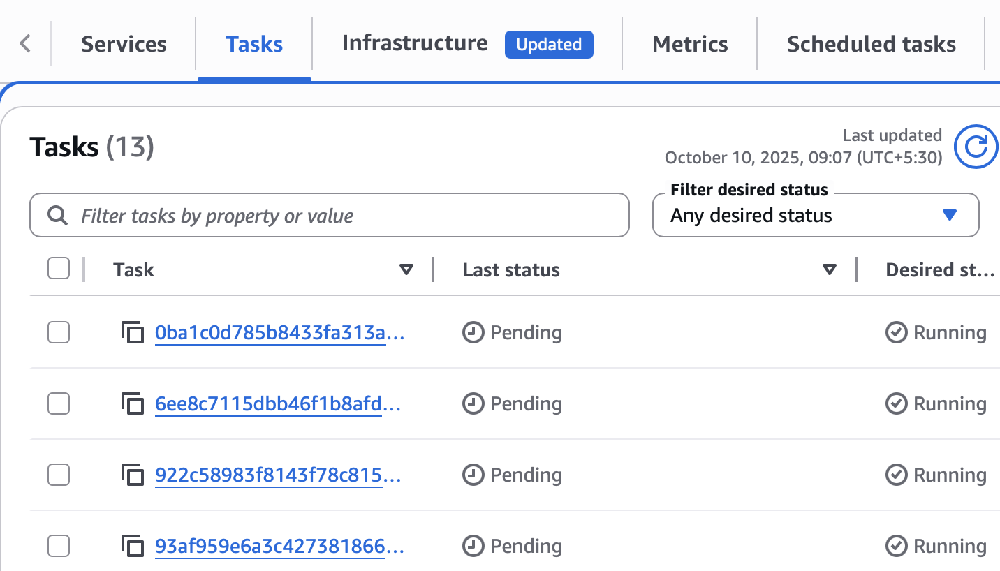 Services Tasks Infrastructure Updated Metrics Scheduled tasks
Tasks (13)
Last updated
October 10, 2025, 09:07 (UTC+5:30)
Filter tasks by property or value
Filter desired status
Any desired status
Task Last status Desired st...
0ba1c0d785b8433fa313a... Pending Running
6ee8c7115dbb46f1b8afd... Pending Running
922c58983f8143f78c815... Pending Running
93af959e6a3c427381866... Pending Running